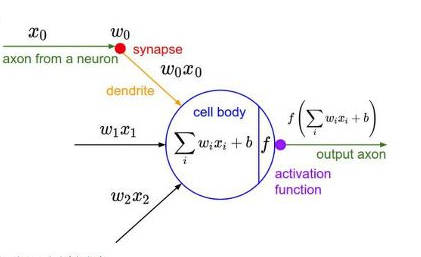 x₀ w₀
synapse
axon from a neuron
w₀x₀
dendrite
cell body
f(∑ᵢ wᵢxᵢ + b)
w₁x₁
∑ᵢ wᵢxᵢ + b f
output axon
activation
function
w₂x₂